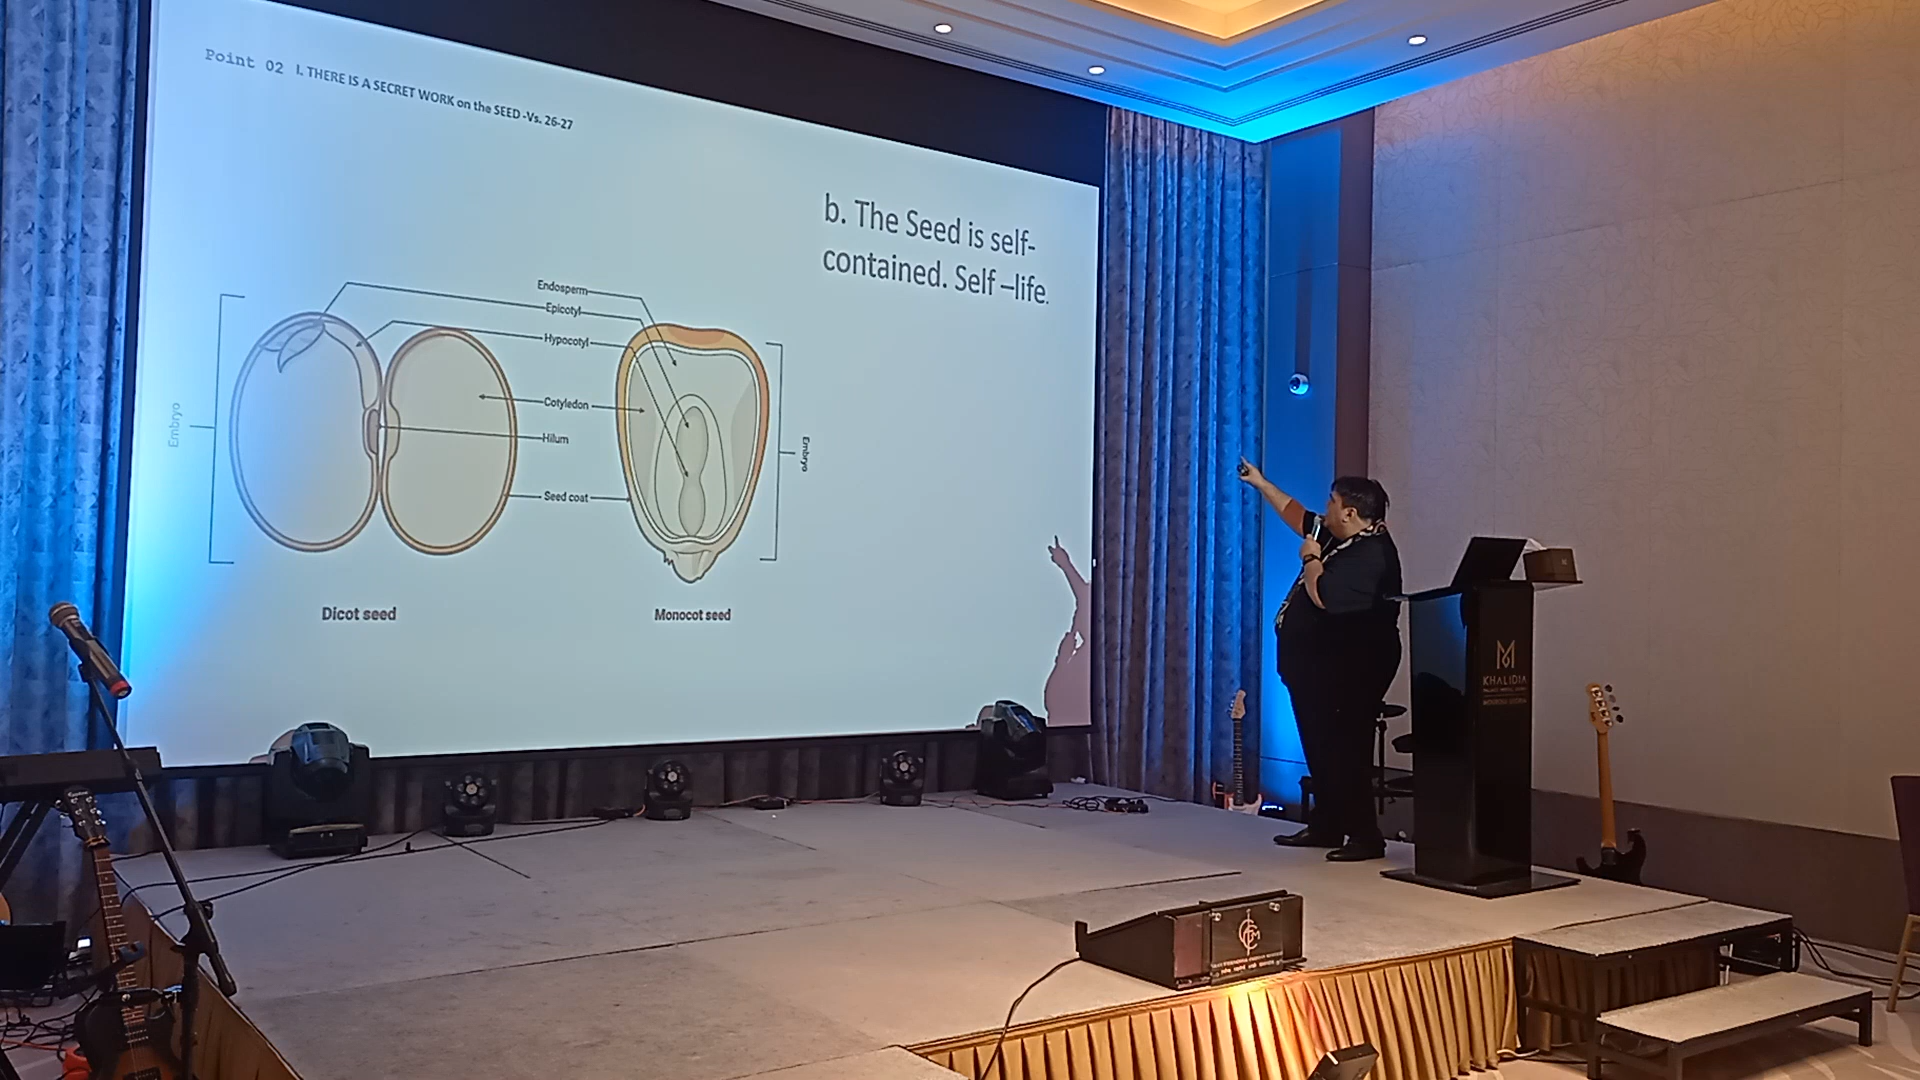 Point 02 I. THERE IS A SECRET WORK on the SEED -Vs. 26-27
b. The Seed is self-
contained. Self –life.
Endosperm
Epicotyl
Hypocotyl
Cotyledon
Hilum
Seed coat
Embryo
Embryo
Dicot seed
Monocot seed
M
KHALIDIA